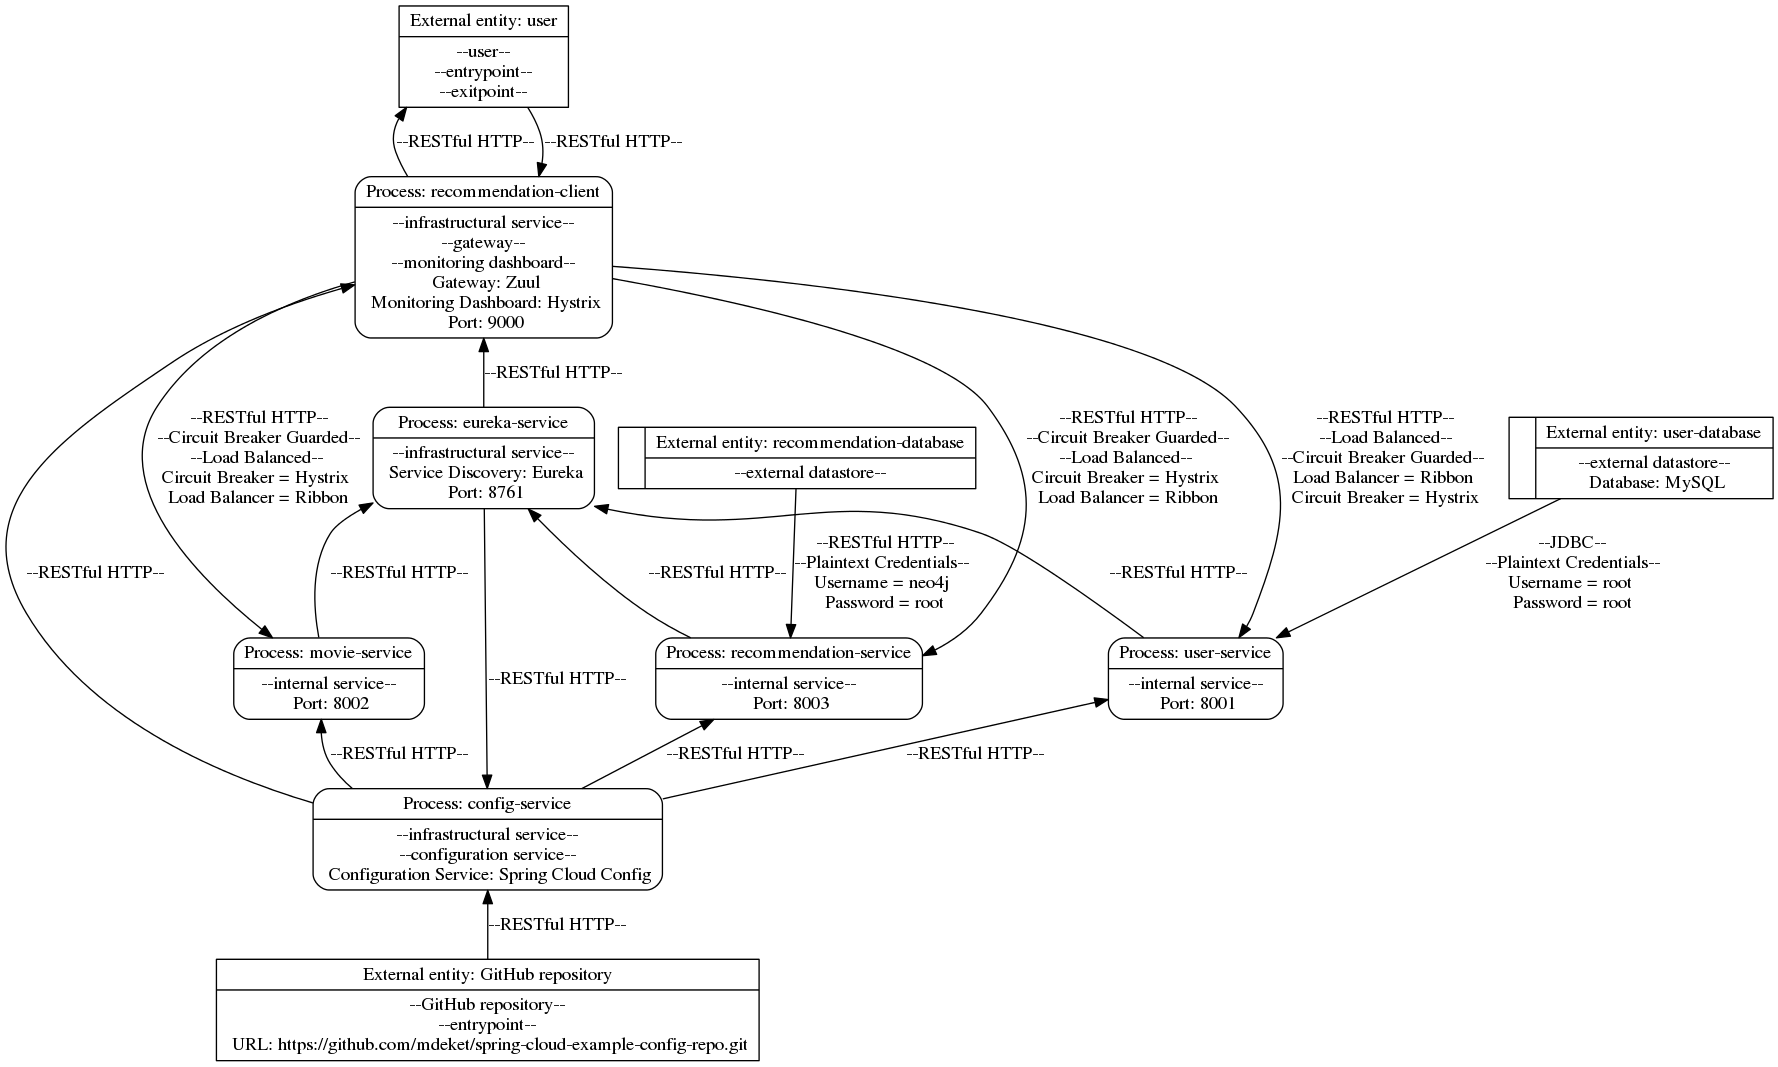 External entity: user
--user--
--entrypoint--
--exitpoint--
--RESTful HTTP--
--RESTful HTTP--
Process: recommendation-client
--infrastructural service--
--gateway--
--monitoring dashboard--
Gateway: Zuul
Monitoring Dashboard: Hystrix
Port: 9000
--RESTful HTTP--
--RESTful HTTP--
--Circuit Breaker Guarded--
--Load Balanced--
Circuit Breaker = Hystrix
Load Balancer = Ribbon
Process: eureka-service
--infrastructural service--
Service Discovery: Eureka
Port: 8761
External entity: recommendation-database
--external datastore--
--RESTful HTTP--
--Circuit Breaker Guarded--
--Load Balanced--
Circuit Breaker = Hystrix
Load Balancer = Ribbon
--RESTful HTTP--
--Load Balanced--
--Circuit Breaker Guarded--
Load Balancer = Ribbon
Circuit Breaker = Hystrix
External entity: user-database
--external datastore--
Database: MySQL
--RESTful HTTP--
--RESTful HTTP--
--RESTful HTTP--
--RESTful HTTP--
--Plaintext Credentials--
Username = neo4j
Password = root
--RESTful HTTP--
--JDBC--
--Plaintext Credentials--
Username = root
Password = root
Process: movie-service
--internal service--
Port: 8002
--RESTful HTTP--
Process: recommendation-service
--internal service--
Port: 8003
Process: user-service
--internal service--
Port: 8001
--RESTful HTTP--
--RESTful HTTP--
--RESTful HTTP--
Process: config-service
--infrastructural service--
--configuration service--
Configuration Service: Spring Cloud Config
--RESTful HTTP--
External entity: GitHub repository
--GitHub repository--
--entrypoint--
URL: https://github.com/mdeket/spring-cloud-example-config-repo.git